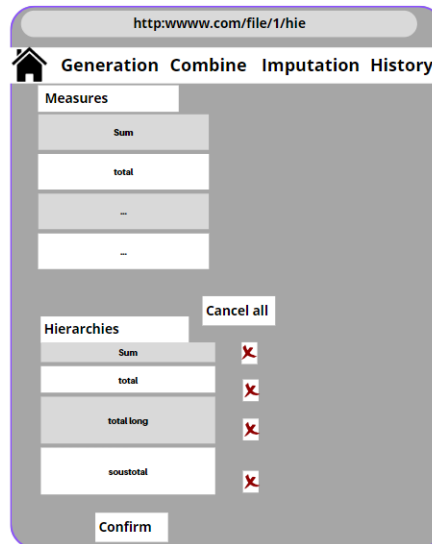 http:wwww.com/file/1/hie
Generation Combine Imputation History
Measures
Sum
total
...
...
Cancel all
Hierarchies
Sum
total
total long
soustotal
Confirm